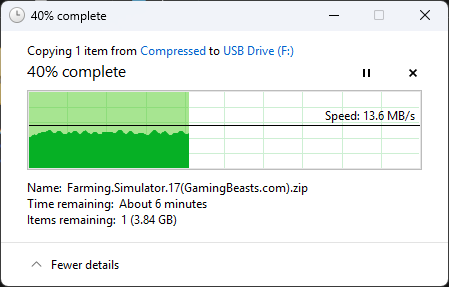 40% complete
Copying 1 item from Compressed to USB Drive (F:)
40% complete
Speed: 13.6 MB/s
Name: Farming.Simulator.17(GamingBeasts.com).zip
Time remaining: About 6 minutes
Items remaining: 1 (3.84 GB)
Fewer details